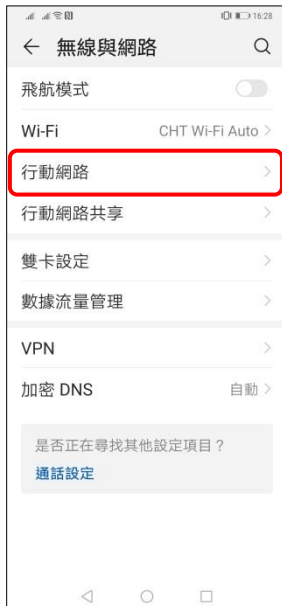 16:28
無線與網路
飛航模式
Wi-Fi CHT Wi-Fi Auto
行動網路
行動網路共享
雙卡設定
數據流量管理
VPN
加密 DNS 自動
是否正在尋找其他設定項目？
通話設定